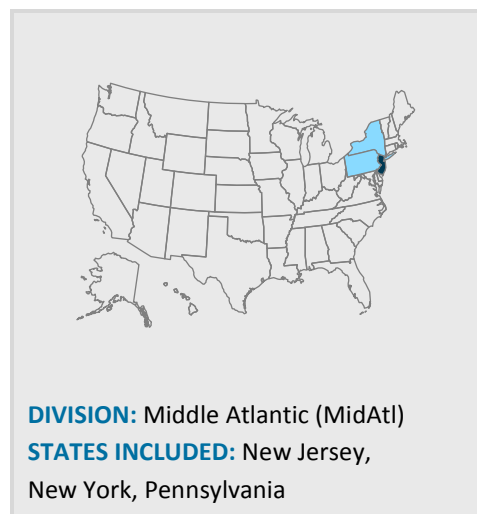 DIVISION: Middle Atlantic (MidAtl)
STATES INCLUDED: New Jersey,
New York, Pennsylvania